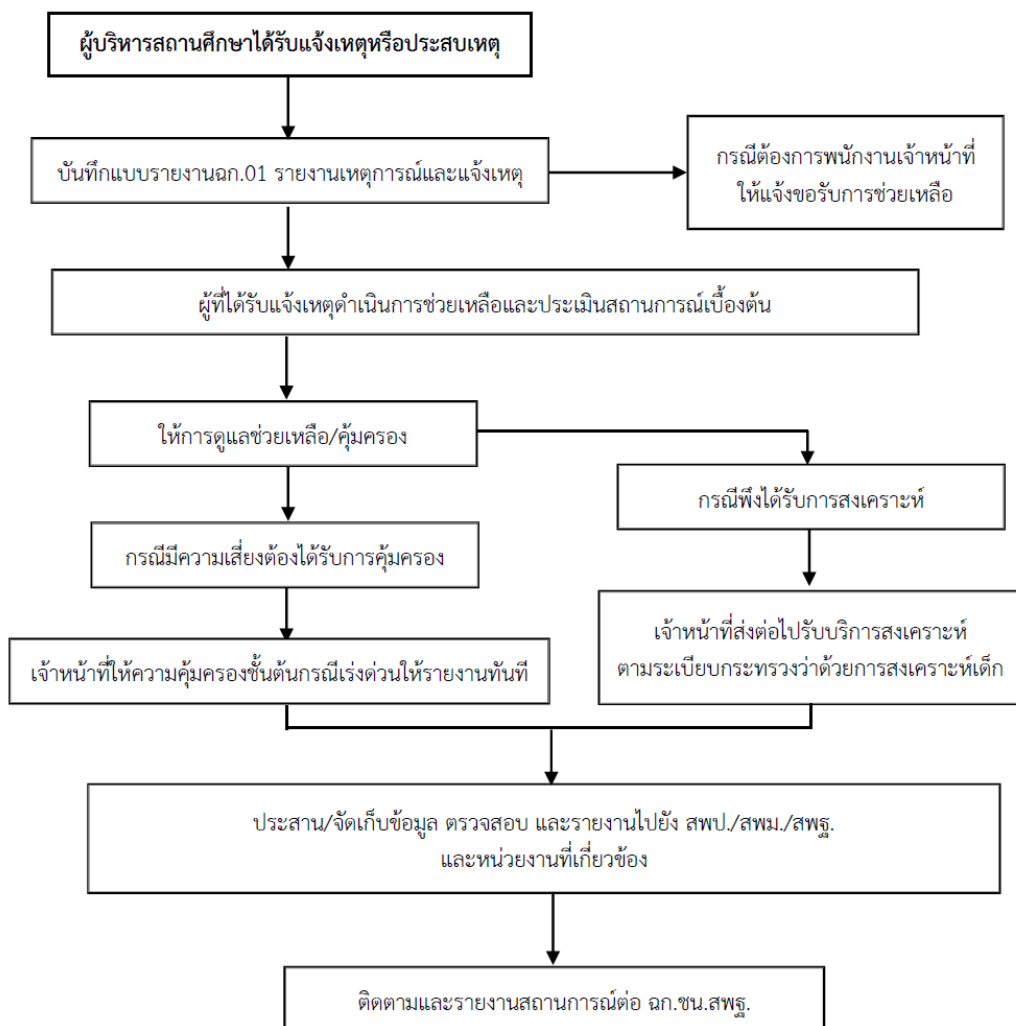 ผู้บริหารสถานศึกษาได้รับแจ้งเหตุหรือประสบเหตุ
บันทึกแบบรายงานฉก.01 รายงานเหตุการณ์และแจ้งเหตุ
กรณีต้องการพนักงานเจ้าหน้าที่
ให้แจ้งขอรับการช่วยเหลือ
ผู้ที่ได้รับแจ้งเหตุดำเนินการช่วยเหลือและประเมินสถานการณ์เบื้องต้น
ให้การดูแลช่วยเหลือ/คุ้มครอง
กรณีพึงได้รับการสงเคราะห์
กรณีมีความเสี่ยงต้องได้รับการคุ้มครอง
เจ้าหน้าที่ส่งต่อไปรับบริการสงเคราะห์
ตามระเบียบกระทรวงว่าด้วยการสงเคราะห์เด็ก
เจ้าหน้าที่ให้ความคุ้มครองชั้นต้นกรณีเร่งด่วนให้รายงานทันที
ประสาน/จัดเก็บข้อมูล ตรวจสอบ และรายงานไปยัง สพป./สพม./สพฐ.
และหน่วยงานที่เกี่ยวข้อง
ติดตามและรายงานสถานการณ์ต่อ ฉก.ชน.สพฐ.